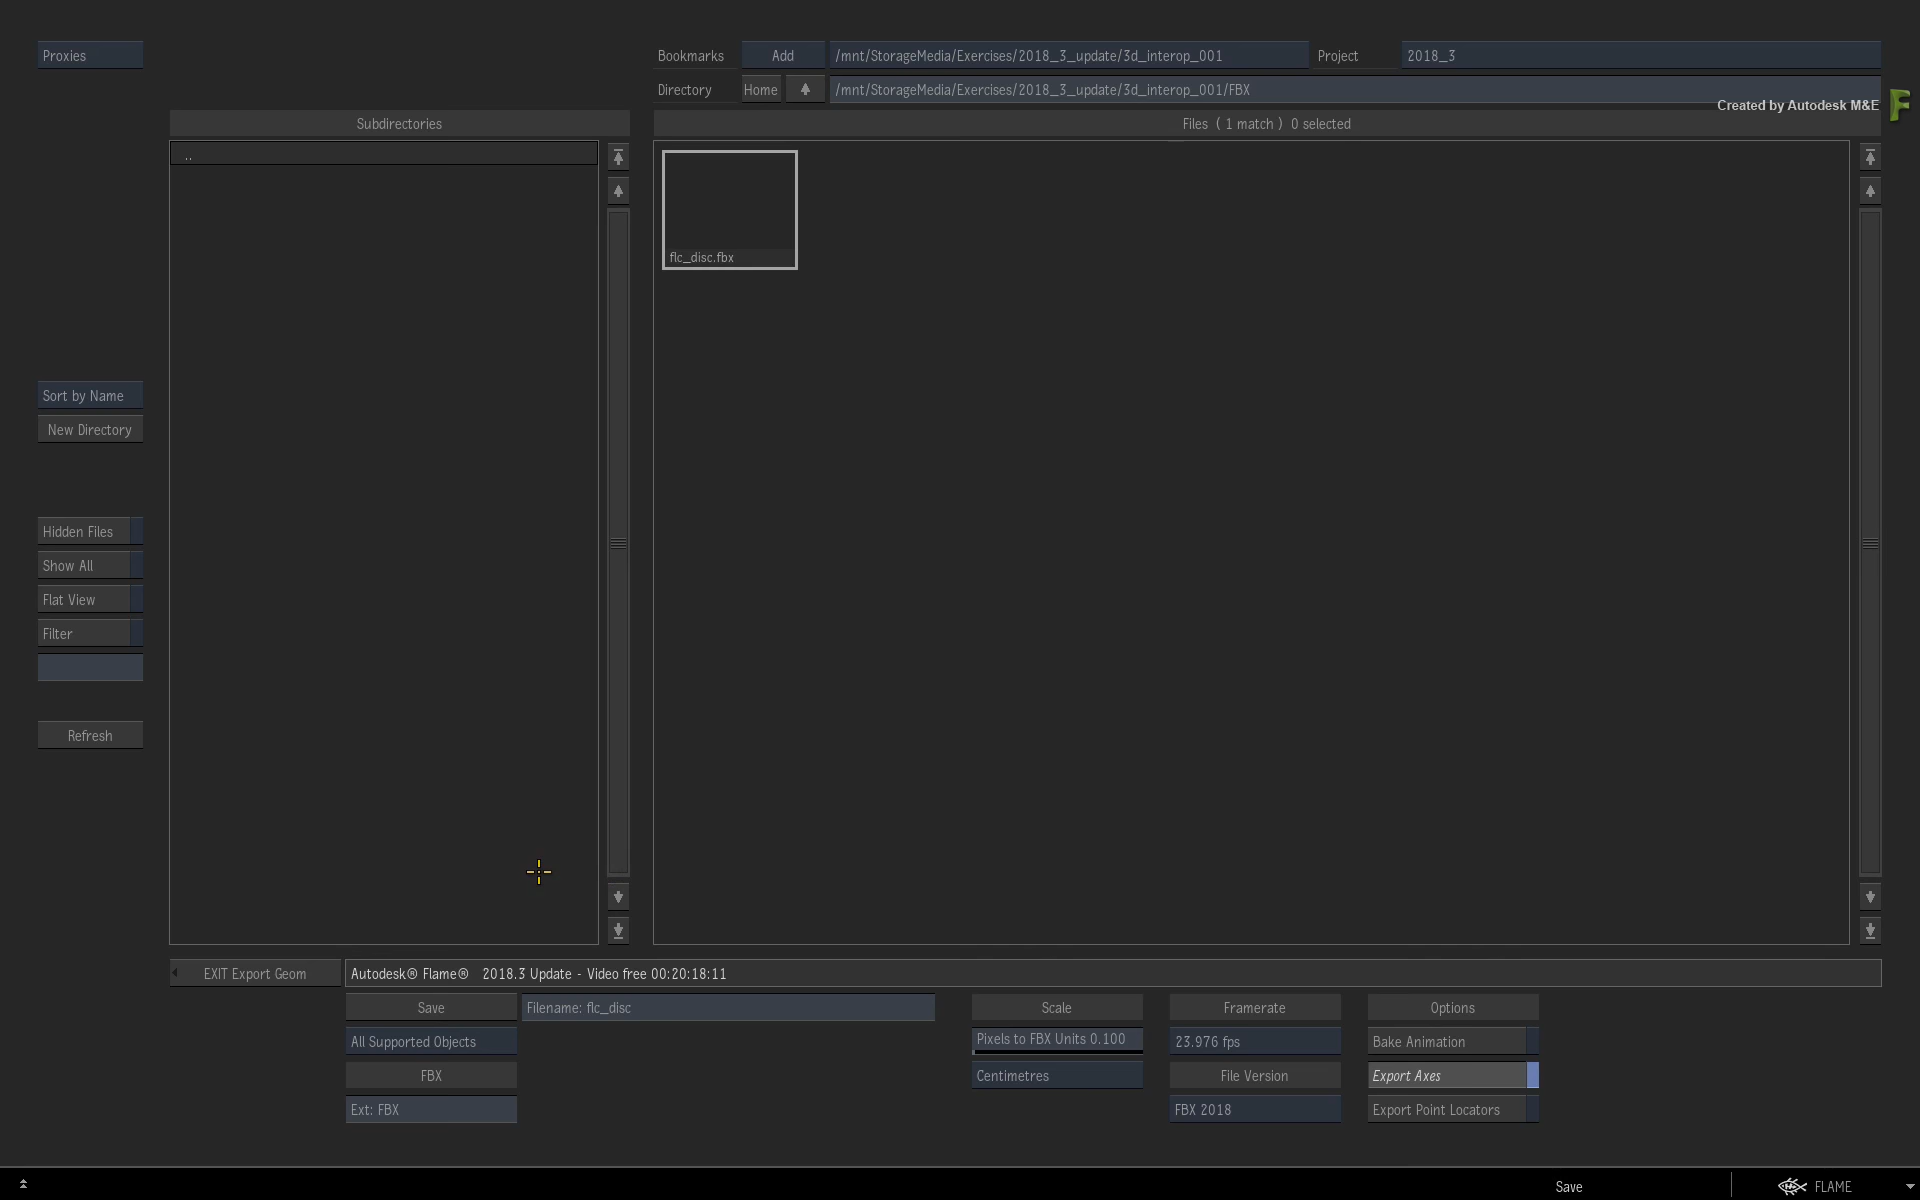 Proxies
Bookmarks Add /mnt/StorageMedia/Exercises/2018_3_update/3d_interop_001 Project 2018_3
Directory Home /mnt/StorageMedia/Exercises/2018_3_update/3d_interop_001/FBX
Created by Autodesk M&E
Subdirectories Files ( 1 match ) 0 selected
..
flc_disc.fbx
Sort by Name
New Directory
Hidden Files
Show All
Flat View
Filter
Refresh
EXIT Export Geom Autodesk® Flame® 2018.3 Update - Video free 00:20:18:11
Save Filename: flc_disc Scale Framerate Options
All Supported Objects Pixels to FBX Units 0.100 23.976 fps Bake Animation
FBX Centimetres File Version Export Axes
Ext: FBX FBX 2018 Export Point Locators
Save FLAME